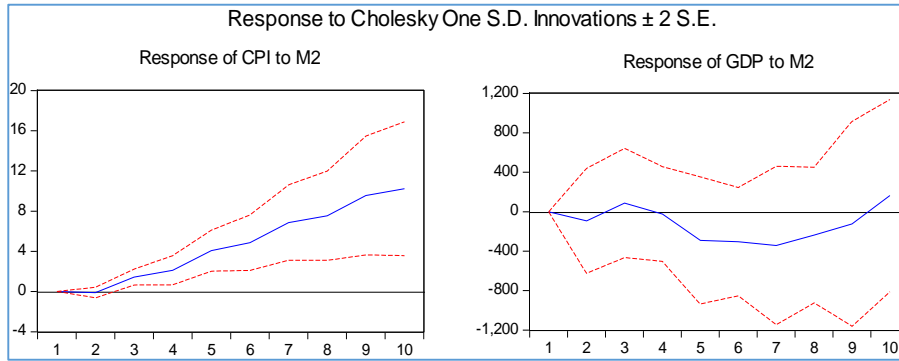 Response to Cholesky One S.D. Innovations ± 2 S.E.
Response of CPI to M2
20
16
12
8
4
0
-4
1 2 3 4 5 6 7 8 9 10
Response of GDP to M2
1,200
800
400
0
-400
-800
-1,200
1 2 3 4 5 6 7 8 9 10